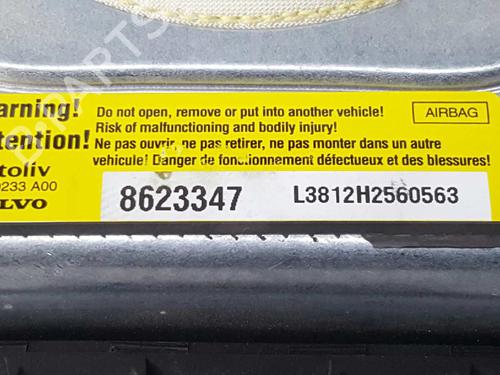 arning! Do not open, remove or put into another vehicle! AIRBAG
Risk of malfunctioning and bodily injury!
ttention! Ne pas ouvrir, ne pas retirer, ne pas monter dans un autre
vehicule! Danger de fonctionnement défectueux et des blessures!
toliv
233 A00
LVO 8623347 L3812H2560563